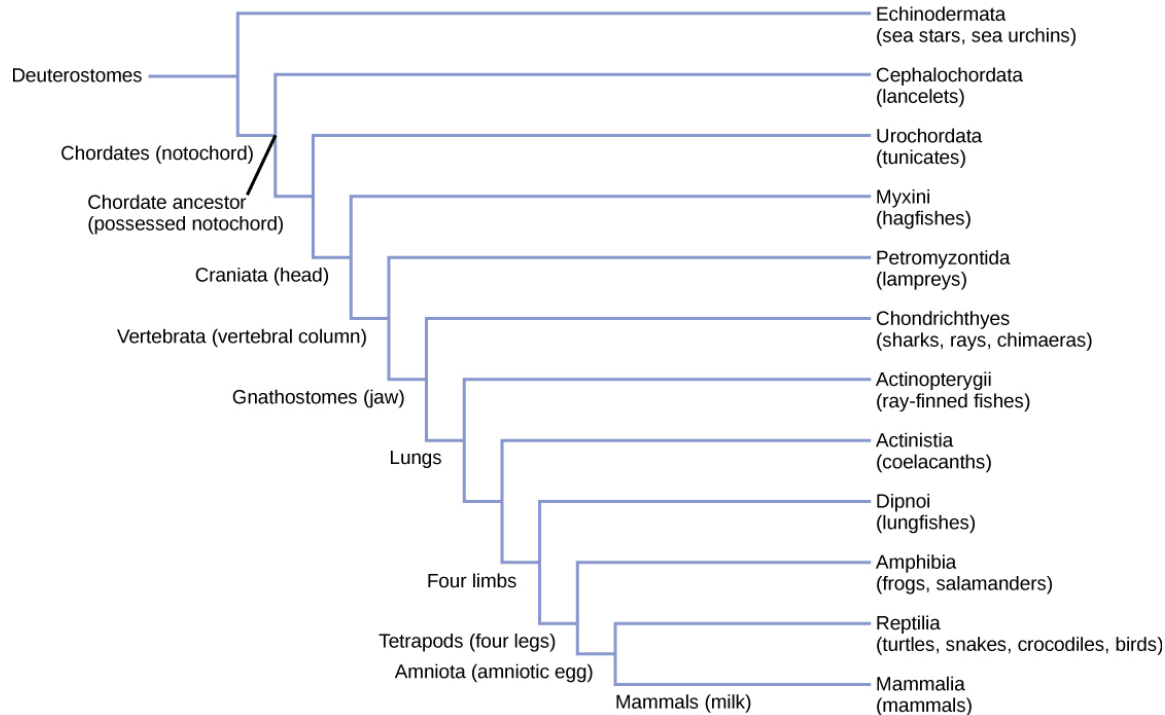 Echinodermata
(sea stars, sea urchins)
Deuterostomes
Cephalochordata
(lancelets)
Urochordata
(tunicates)
Chordates (notochord)
Chordate ancestor
(possessed notochord)
Myxini
(hagfishes)
Petromyzontida
(lampreys)
Craniata (head)
Chondrichthyes
(sharks, rays, chimaeras)
Vertebrata (vertebral column)
Actinopterygii
(ray-finned fishes)
Gnathostomes (jaw)
Actinistia
(coelacanths)
Lungs
Dipnoi
(lungfishes)
Amphibia
(frogs, salamanders)
Four limbs
Reptilia
(turtles, snakes, crocodiles, birds)
Tetrapods (four legs)
Amniota (amniotic egg)
Mammalia
(mammals)
Mammals (milk)